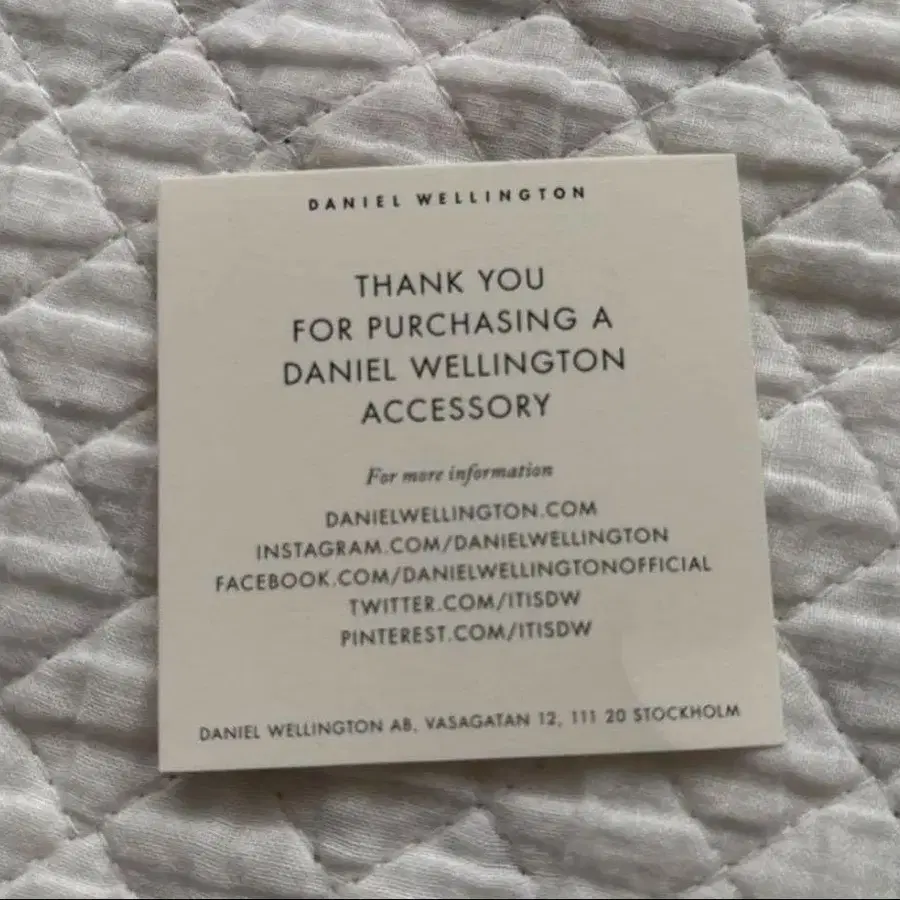 DANIEL WELLINGTON
THANK YOU
FOR PURCHASING A
DANIEL WELLINGTON
ACCESSORY
For more information
DANIELWELLINGTON.COM
INSTAGRAM.COM/DANIELWELLINGTON
FACEBOOK.COM/DANIELWELLINGTONOFFICIAL
TWITTER.COM/ITISDW
PINTEREST.COM/ITISDW
DANIEL WELLINGTON AB, VASAGATAN 12, 111 20 STOCKHOLM